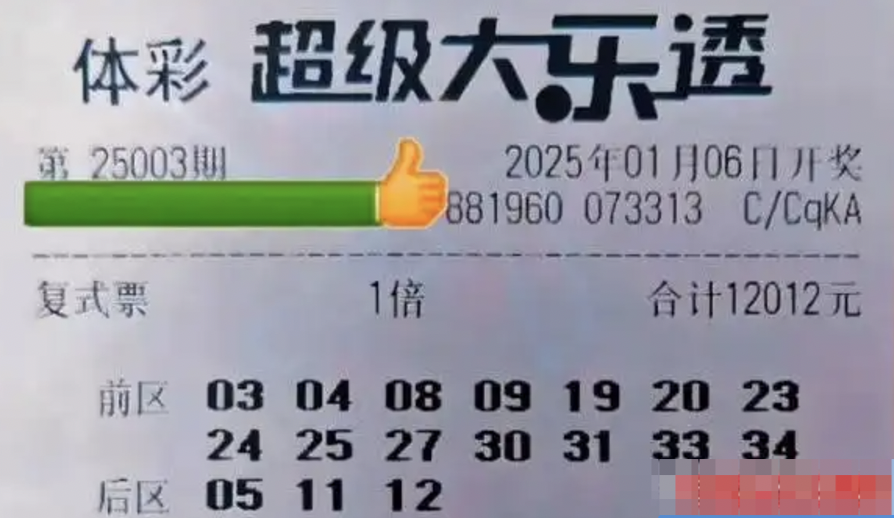 体彩 超级大乐透
第 25003期 2025年01月06日开奖
881960 073313 C/CqKA
复式票 1倍 合计12012元
前区 03 04 08 09 19 20 23
24 25 27 30 31 33 34
后区 05 11 12